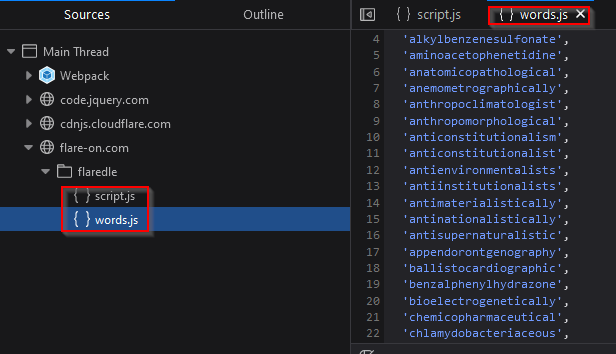 Sources
Outline
Main Thread
Webpack
code.jquery.com
cdnjs.cloudflare.com
flare-on.com
flaredle
{ } script.js
{ } words.js
{ } script.js
{ } words.js ✕
4 'alkylbenzenesulfonate',
5 'aminoacetophenetidine',
6 'anatomicopathological',
7 'anemometrographically',
8 'anthropoclimatologist',
9 'anthropomorphological',
10 'anticonstitutionalism',
11 'anticonstitutionalist',
12 'antienvironmentalists',
13 'antiinstitutionalists',
14 'antimaterialistically',
15 'antinationalistically',
16 'antisupernaturalistic',
17 'appendorontgenography',
18 'ballistocardiographic',
19 'benzalphenylhydrazone',
20 'bioelectrogenetically',
21 'chemicopharmaceutical',
22 'chlamydobacteriaceous',